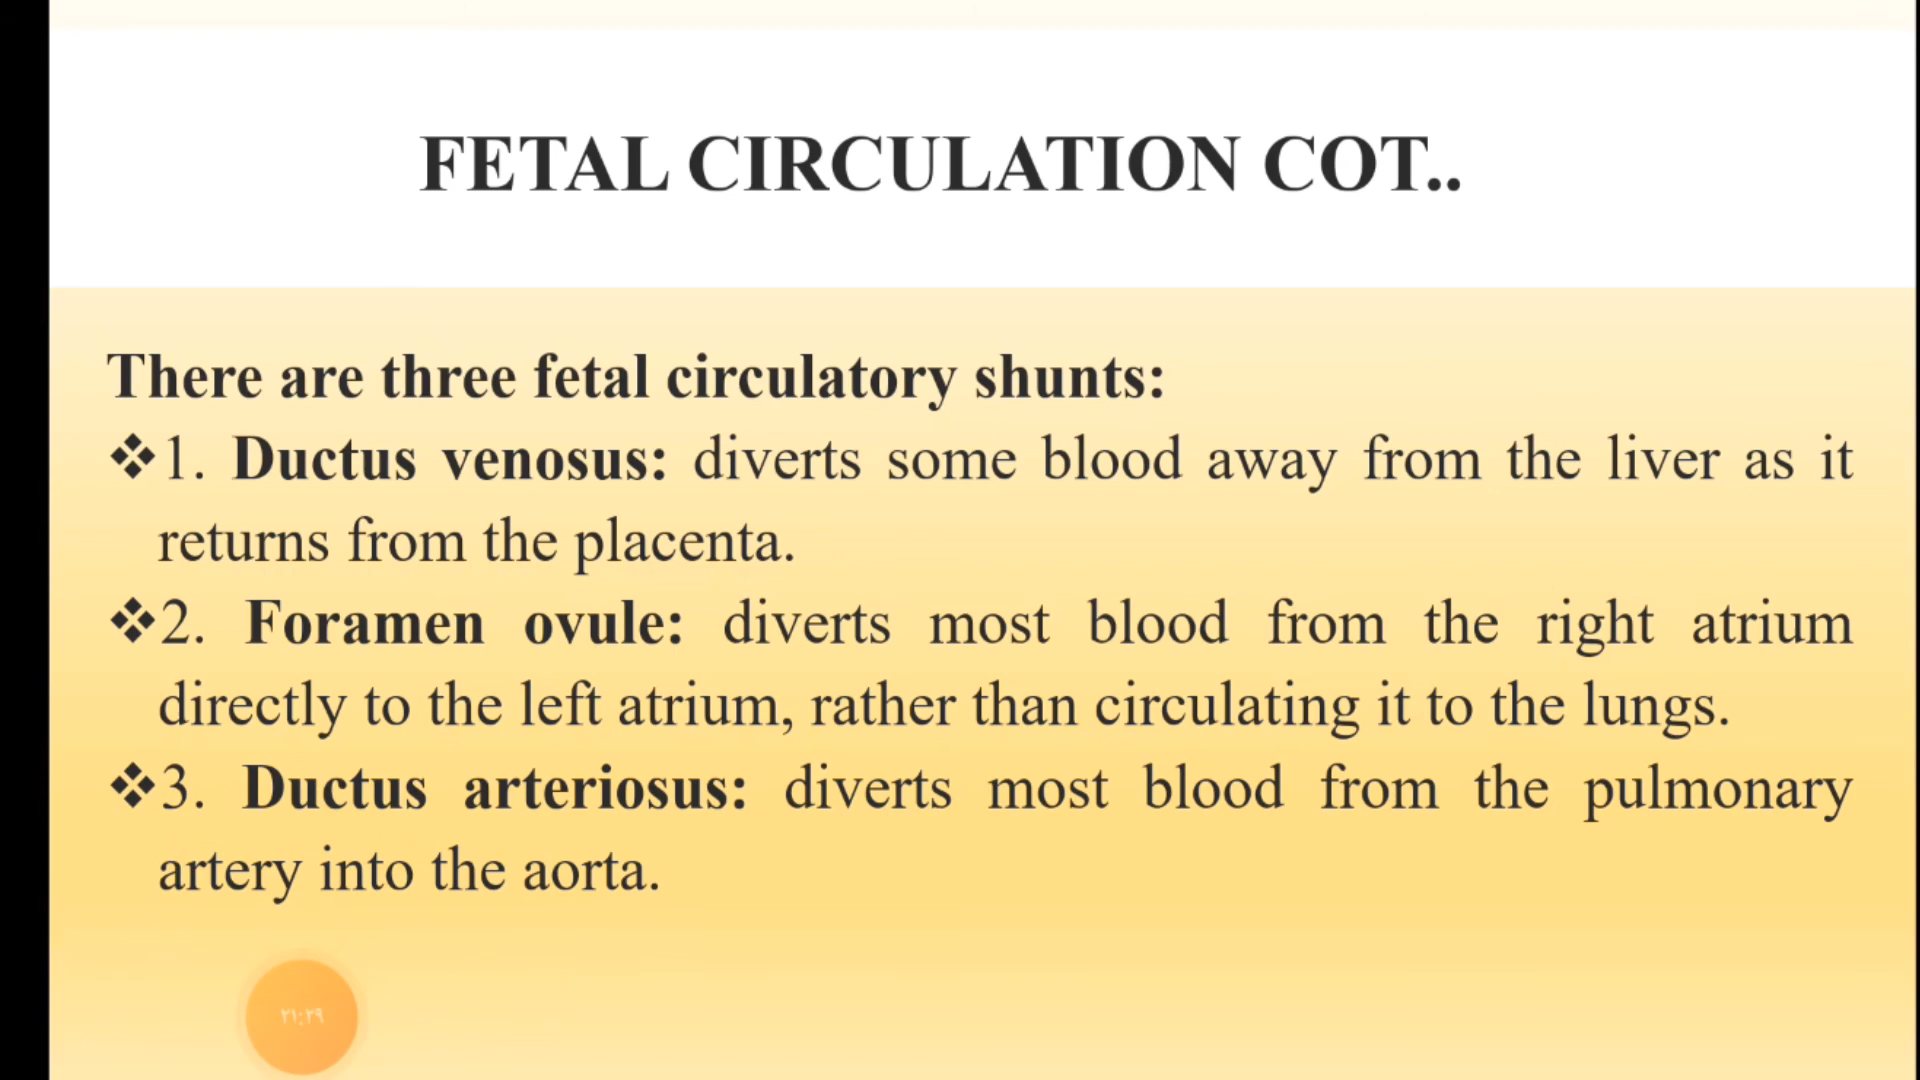 FETAL CIRCULATION COT..
There are three fetal circulatory shunts:
❖1. Ductus venosus: diverts some blood away from the liver as it
returns from the placenta.
❖2. Foramen ovule: diverts most blood from the right atrium
directly to the left atrium, rather than circulating it to the lungs.
❖3. Ductus arteriosus: diverts most blood from the pulmonary
artery into the aorta.
٢١:٢٩